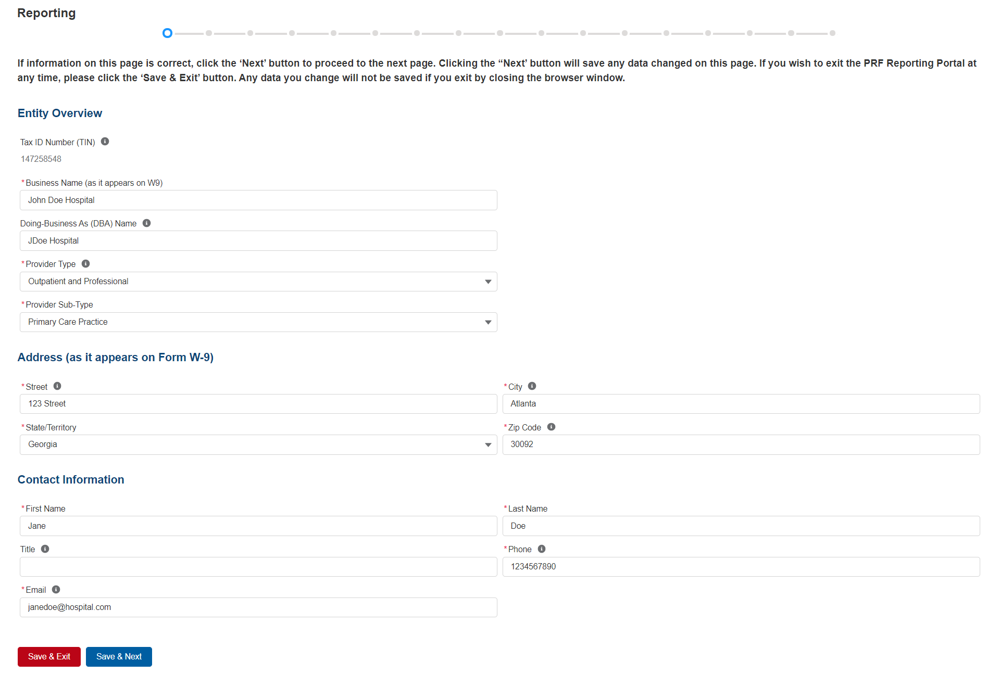 Reporting
If information on this page is correct, click the ‘Next’ button to proceed to the next page. Clicking the “Next’ button will save any data changed on this page. If you wish to exit the PRF Reporting Portal at
any time, please click the ‘Save & Exit’ button. Any data you change will not be saved if you exit by closing the browser window.
Entity Overview
Tax ID Number (TIN)
147258548
*Business Name (as it appears on W9)
John Doe Hospital
Doing-Business As (DBA) Name
JDoe Hospital
*Provider Type
Outpatient and Professional
*Provider Sub-Type
Primary Care Practice
Address (as it appears on Form W-9)
*Street
*City
123 Street
Atlanta
*State/Territory
*Zip Code
Georgia
30092
Contact Information
*First Name
*Last Name
Jane
Doe
Title
*Phone
1234567890
*Email
janedoe@hospital.com
Save & Exit
Save & Next